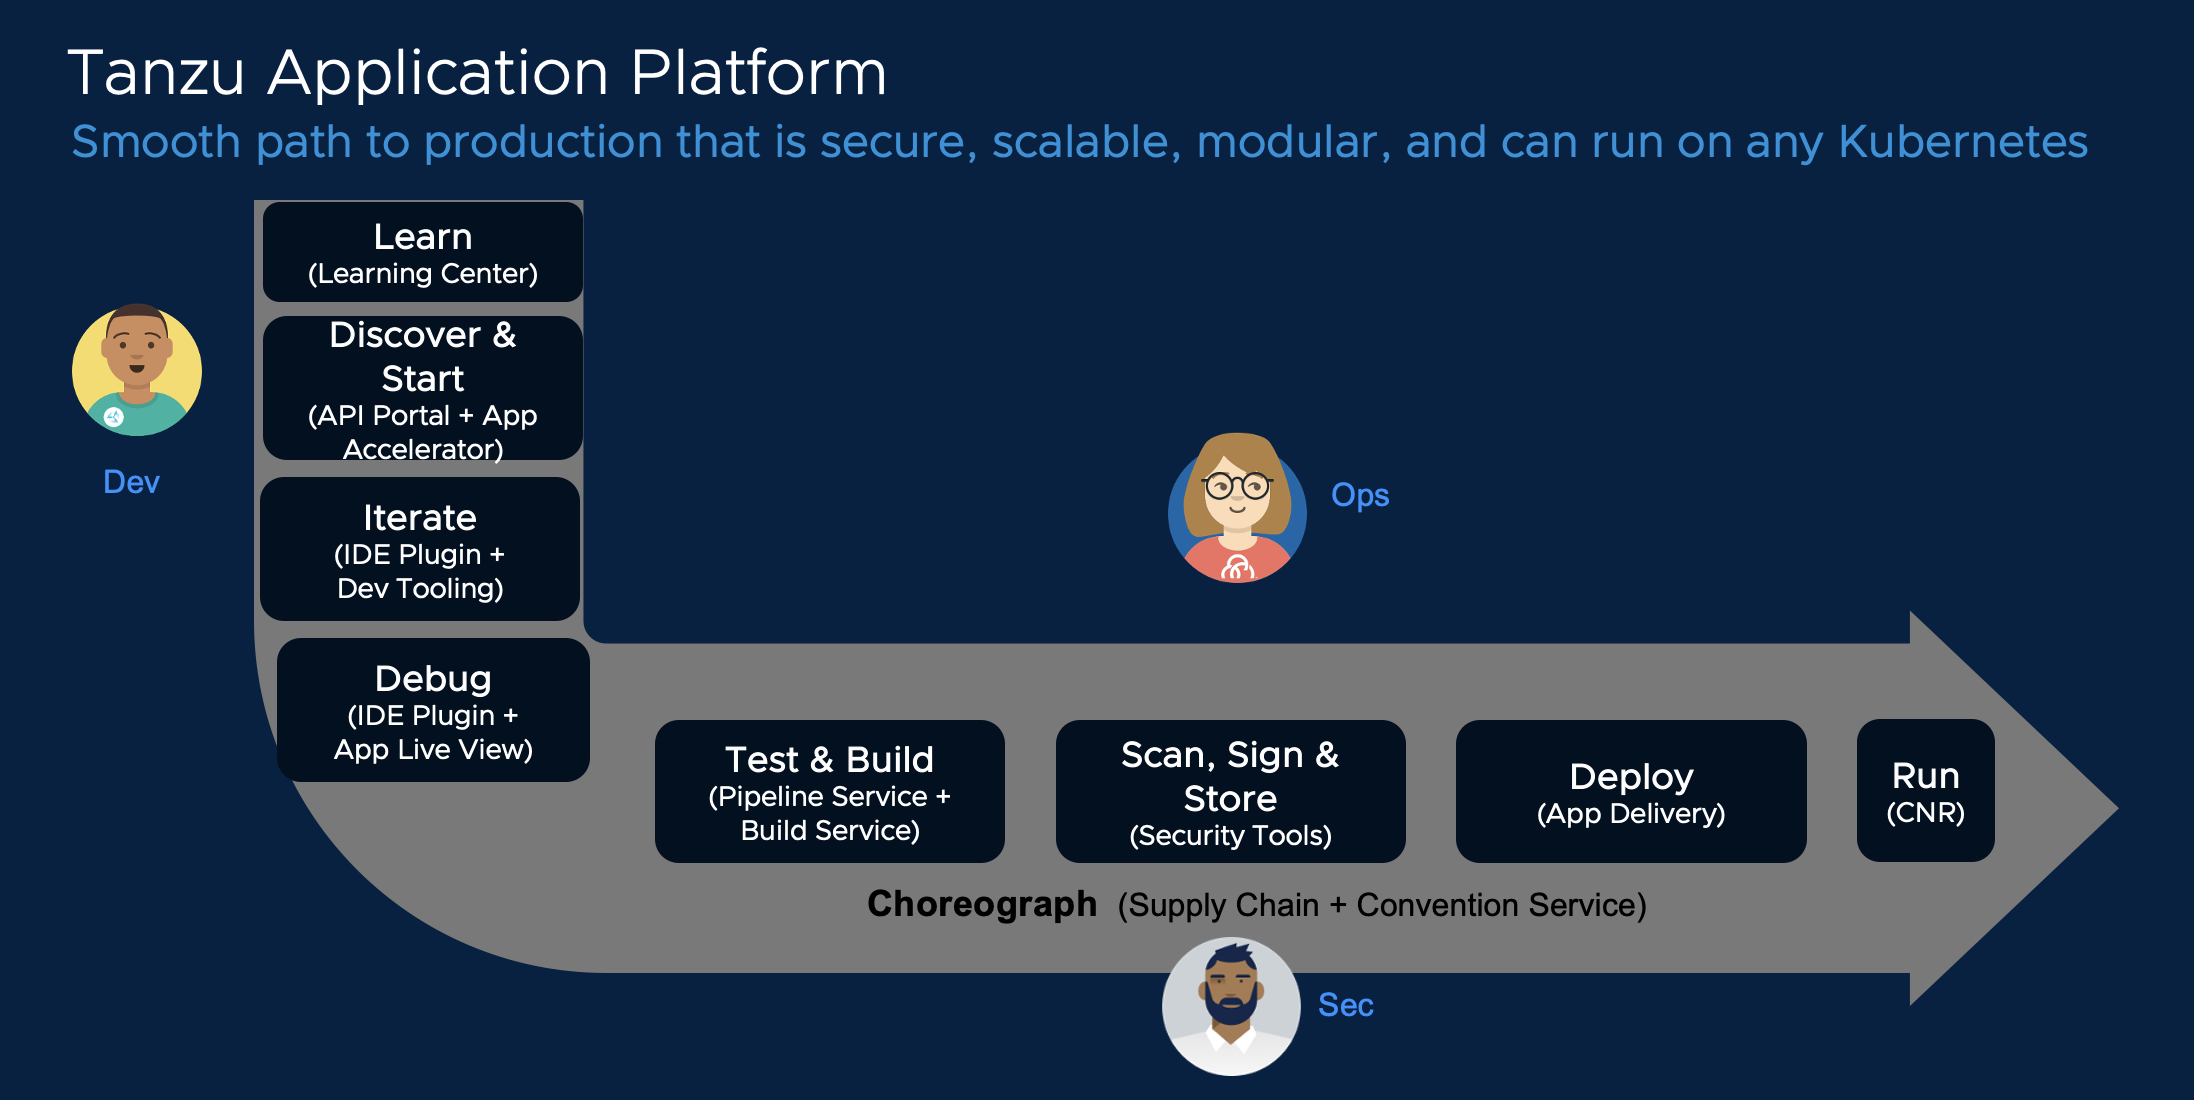 Tanzu Application Platform
Smooth path to production that is secure, scalable, modular, and can run on any Kubernetes
Learn
(Learning Center)
Discover &
Start
(API Portal + App
Accelerator)
Dev
Iterate
(IDE Plugin +
Dev Tooling)
Ops
Debug
(IDE Plugin +
App Live View)
Test & Build
(Pipeline Service +
Build Service)
Scan, Sign &
Store
(Security Tools)
Deploy
(App Delivery)
Run
(CNR)
Choreograph (Supply Chain + Convention Service)
Sec